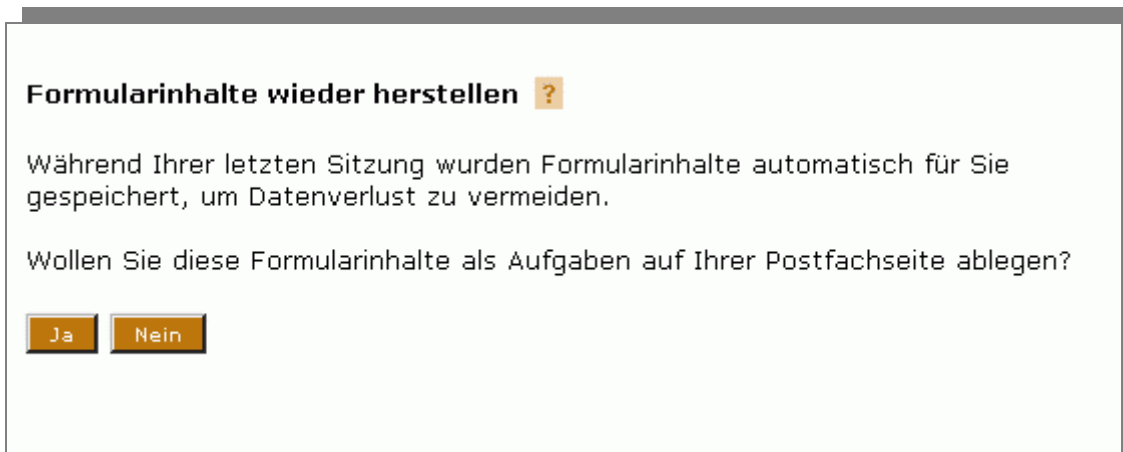 Formularinhalte wieder herstellen ?
Während Ihrer letzten Sitzung wurden Formularinhalte automatisch für Sie
gespeichert, um Datenverlust zu vermeiden.
Wollen Sie diese Formularinhalte als Aufgaben auf Ihrer Postfachseite ablegen?
Ja Nein